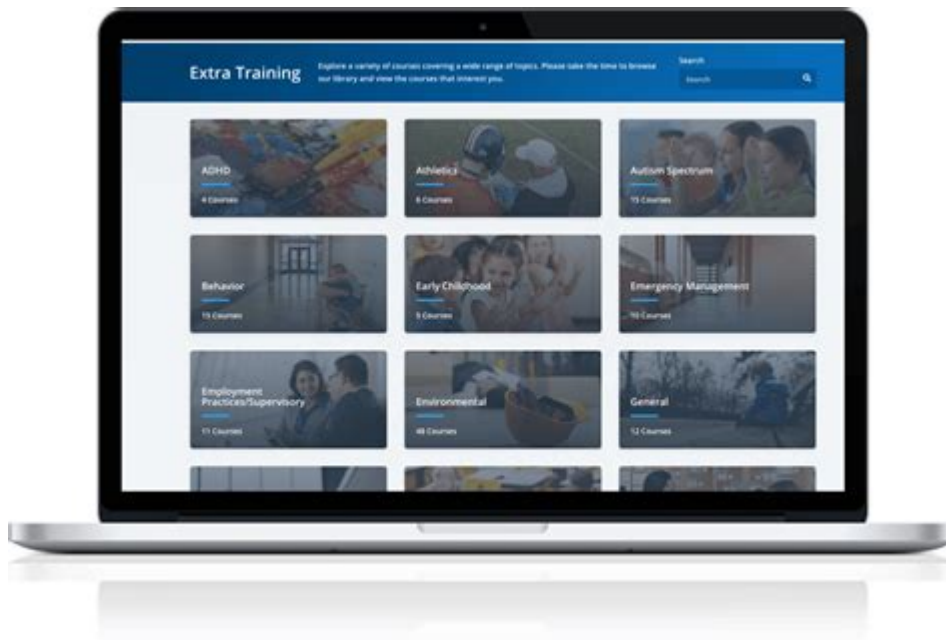 Extra Training
Explore a variety of courses covering a wide range of topics. Please take the time to browse
our library and view the courses that interest you.
Search
Search
ADHD
4 Courses
Athletics
6 Courses
Autism Spectrum
15 Courses
Behavior
15 Courses
Early Childhood
5 Courses
Emergency Management
10 Courses
Employment
Practices/Supervisory
11 Courses
Environmental
48 Courses
General
12 Courses